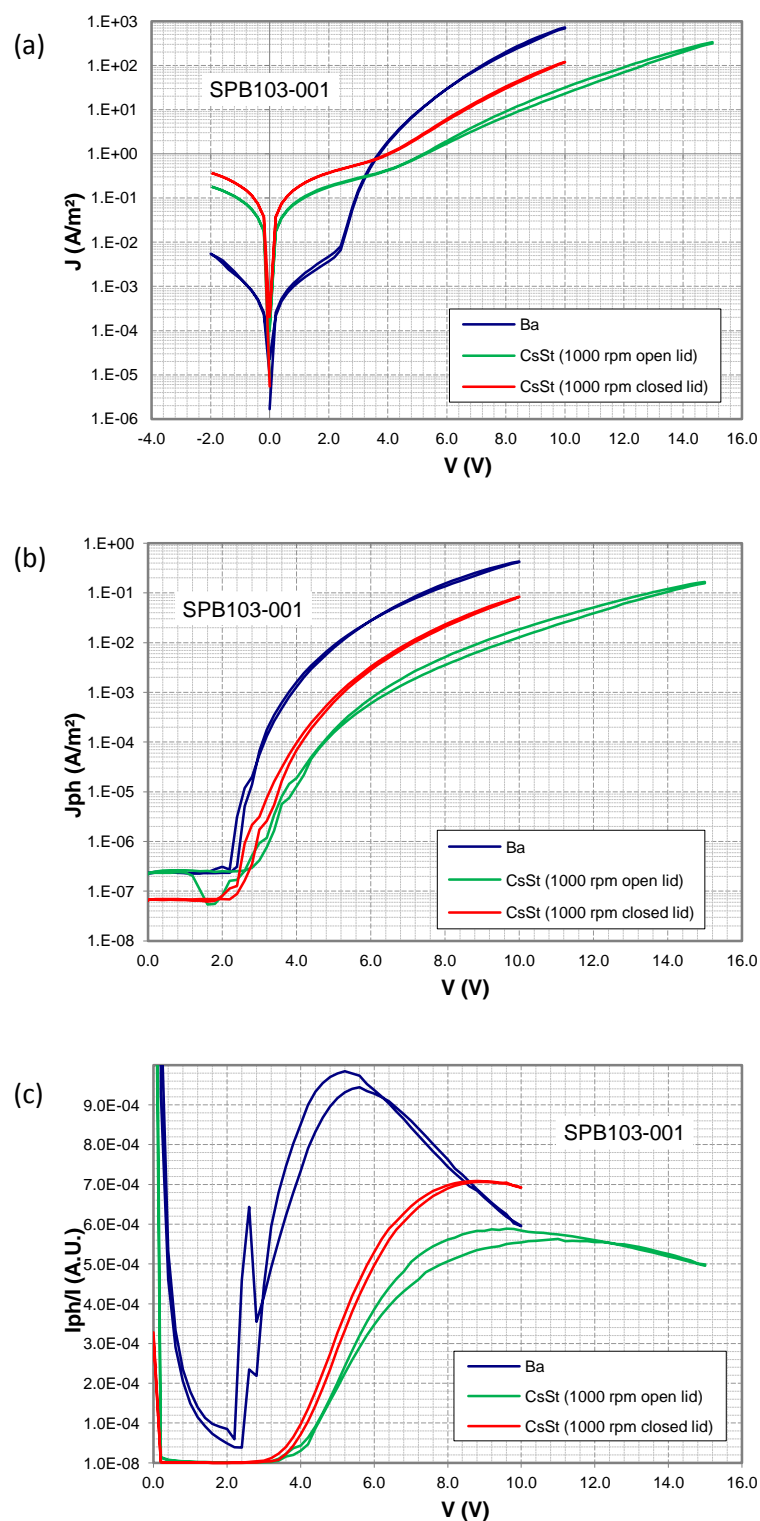 (a)
1.E+03
1.E+02
1.E+01
1.E+00
1.E-01
1.E-02
1.E-03
1.E-04
1.E-05
1.E-06
J (A/m²)
SPB103-001
Ba
CsSt (1000 rpm open lid)
CsSt (1000 rpm closed lid)
-4.0 -2.0 0.0 2.0 4.0 6.0 8.0 10.0 12.0 14.0 16.0
V (V)
(b)
1.E+00
1.E-01
1.E-02
1.E-03
1.E-04
1.E-05
1.E-06
1.E-07
1.E-08
Jph (A/m²)
SPB103-001
Ba
CsSt (1000 rpm open lid)
CsSt (1000 rpm closed lid)
0.0 2.0 4.0 6.0 8.0 10.0 12.0 14.0 16.0
V (V)
(c)
9.0E-04
8.0E-04
7.0E-04
6.0E-04
5.0E-04
4.0E-04
3.0E-04
2.0E-04
1.0E-04
1.0E-08
Iph/I (A.U.)
SPB103-001
Ba
CsSt (1000 rpm open lid)
CsSt (1000 rpm closed lid)
0.0 2.0 4.0 6.0 8.0 10.0 12.0 14.0 16.0
V (V)